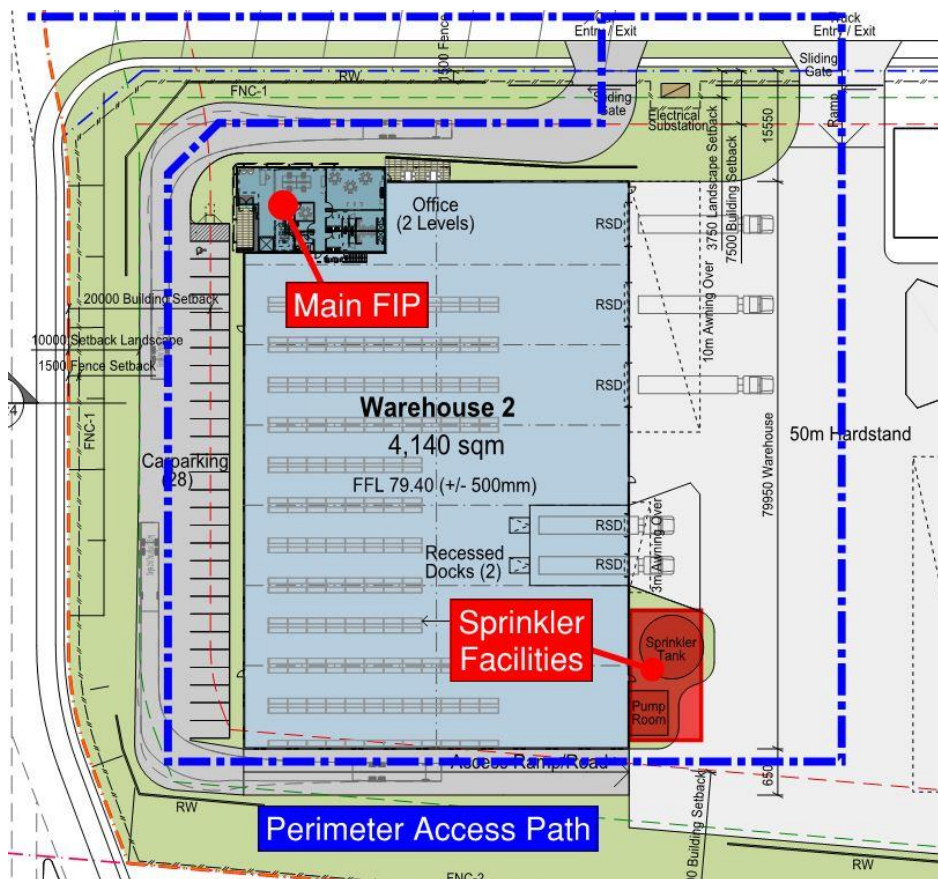 Entry / Exit
Truck
Entry / Exit
1500 Fence
Sliding
Gate
RW
FNC-1
Sliding
Gate
Electrical
Substation
Ramp
15550
3750 Landscape Setback
7000 Building Setback
Office
(2 Levels)
RSD
Main FIP
20000 Building Setback
RSD
10m Awning Over
10000 Setback Landscape
1500 Fence Setback
RSD
Warehouse 2
4,140 sqm
FFL 79.40 (+/- 500mm)
50m Hardstand
79950 Warehouse
FNC-1
Carparking
(28)
RSD
Recessed
Docks (2)
RSD
3m Awning Over
Sprinkler
Facilities
Sprinkler
Tank
Pump
Room
Access Ramp/Road
650
RW
Perimeter Access Path
00 Building Setback
RW
FNC-2